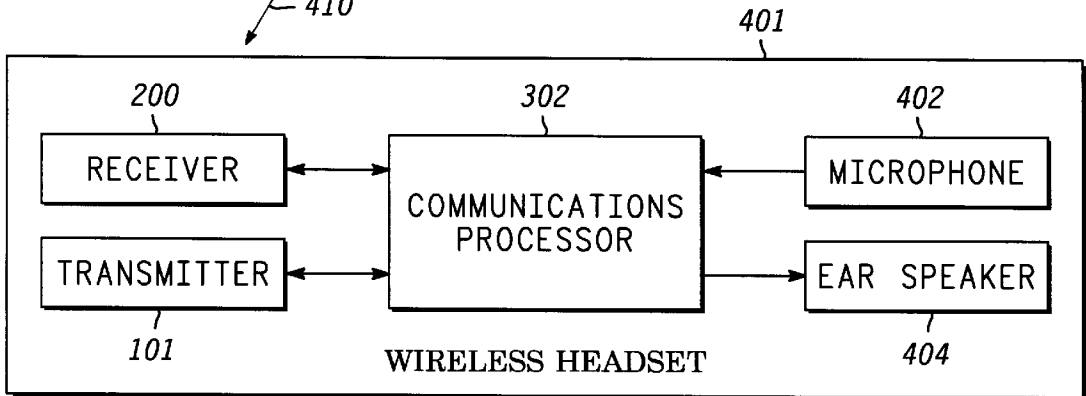 410
401
200
302
402
RECEIVER
MICROPHONE
COMMUNICATIONS
PROCESSOR
TRANSMITTER
EAR SPEAKER
101
404
WIRELESS HEADSET